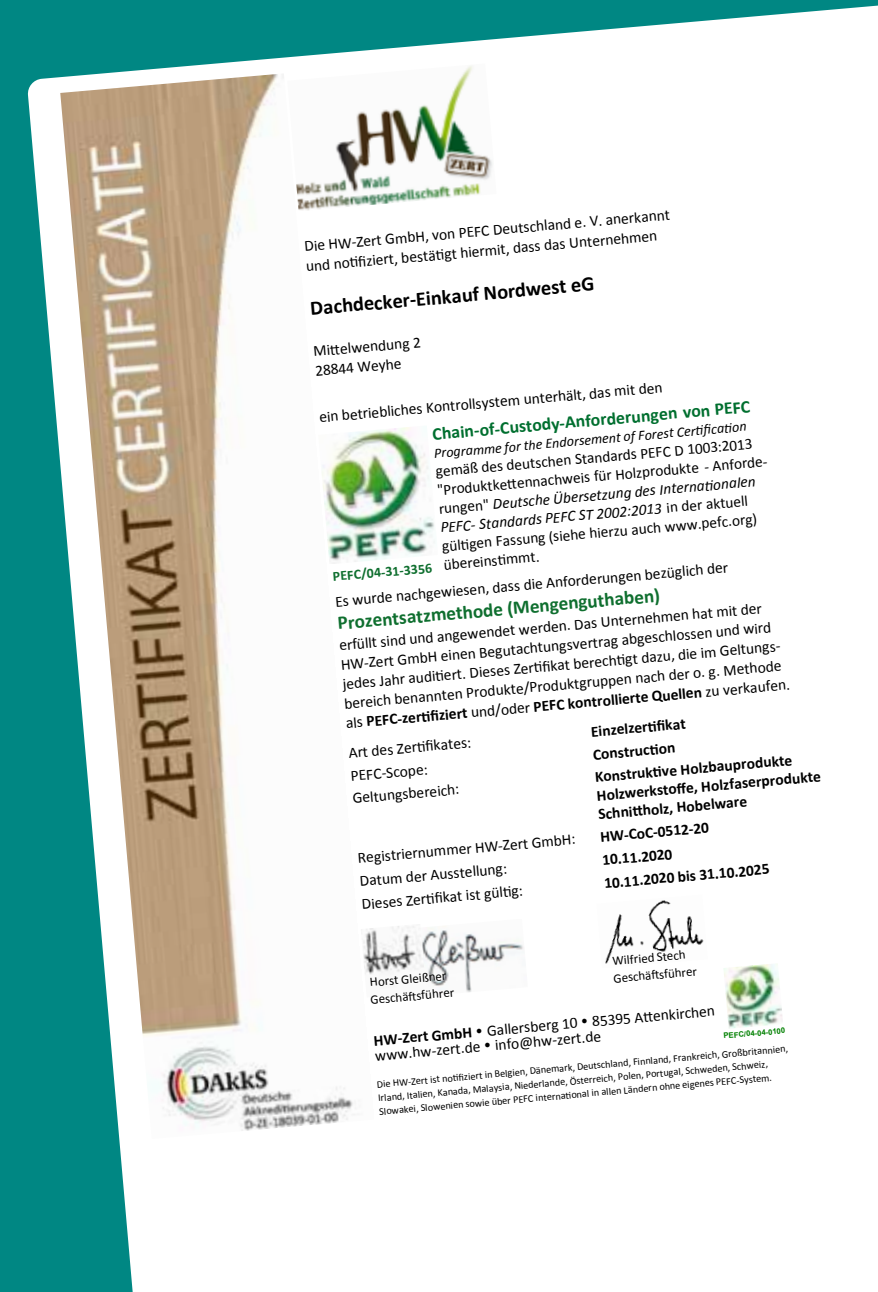 ZERTIFIKAT CERTIFICATE
HW
ZERT
Holz und Wald
Zertifizierungsgesellschaft mbH
Die HW-Zert GmbH, von PEFC Deutschland e. V. anerkannt
und notifiziert, bestätigt hiermit, dass das Unternehmen
Dachdecker-Einkauf Nordwest eG
Mittelwendung 2
28844 Weyhe
ein betriebliches Kontrollsystem unterhält, das mit den
Chain-of-Custody-Anforderungen von PEFC
Programme for the Endorsement of Forest Certification
gemäß des deutschen Standards PEFC D 1003:2013
"Produktkettennachweis für Holzprodukte - Anforde-
rungen" Deutsche Übersetzung des Internationalen
PEFC- Standards PEFC ST 2002:2013 in der aktuell
gültigen Fassung (siehe hierzu auch www.pefc.org)
übereinstimmt.
PEFC™
PEFC/04-31-3356
Es wurde nachgewiesen, dass die Anforderungen bezüglich der
Prozentsatzmethode (Mengenguthaben)
erfüllt sind und angewendet werden. Das Unternehmen hat mit der
HW-Zert GmbH einen Begutachtungsvertrag abgeschlossen und wird
jedes Jahr auditiert. Dieses Zertifikat berechtigt dazu, die im Geltungs-
bereich benannten Produkte/Produktgruppen nach der o. g. Methode
als PEFC-zertifiziert und/oder PEFC kontrollierte Quellen zu verkaufen.
Art des Zertifikates: Einzelzertifikat
PEFC-Scope: Construction
Geltungsbereich: Konstruktive Holzbauprodukte
Holzwerkstoffe, Holzfaserprodukte
Schnittholz, Hobelware
Registriernummer HW-Zert GmbH: HW-CoC-0512-20
Datum der Ausstellung: 10.11.2020
Dieses Zertifikat ist gültig: 10.11.2020 bis 31.10.2025
Horst Gleißner
Horst Gleißner
Geschäftsführer
Wilfried Stech
Geschäftsführer
HW-Zert GmbH • Gallersberg 10 • 85395 Attenkirchen
www.hw-zert.de • info@hw-zert.de
PEFC™
PEFC/04-04-0100
DAkkS
Deutsche
Akkreditierungsstelle
D-ZE-18039-01-00
Die HW-Zert ist notifiziert in Belgien, Dänemark, Deutschland, Finnland, Frankreich, Großbritannien,
Irland, Italien, Kanada, Malaysia, Niederlande, Österreich, Polen, Portugal, Schweden, Schweiz,
Slowakei, Slowenien sowie über PEFC international in allen Ländern ohne eigenes PEFC-System.